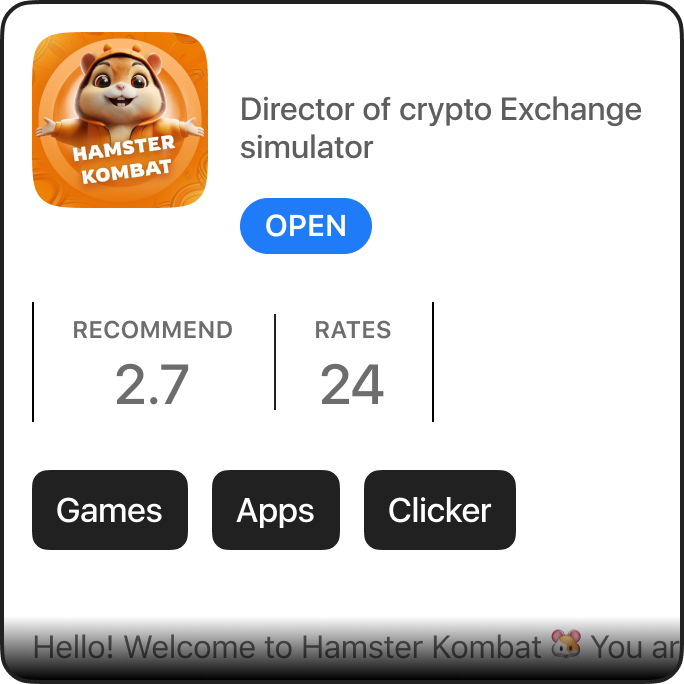 HAMSTER
KOMBAT
Director of crypto Exchange
simulator
OPEN
RECOMMEND
RATES
2.7
24
Games
Apps
Clicker
Hello! Welcome to Hamster Kombat 🐹 You ar